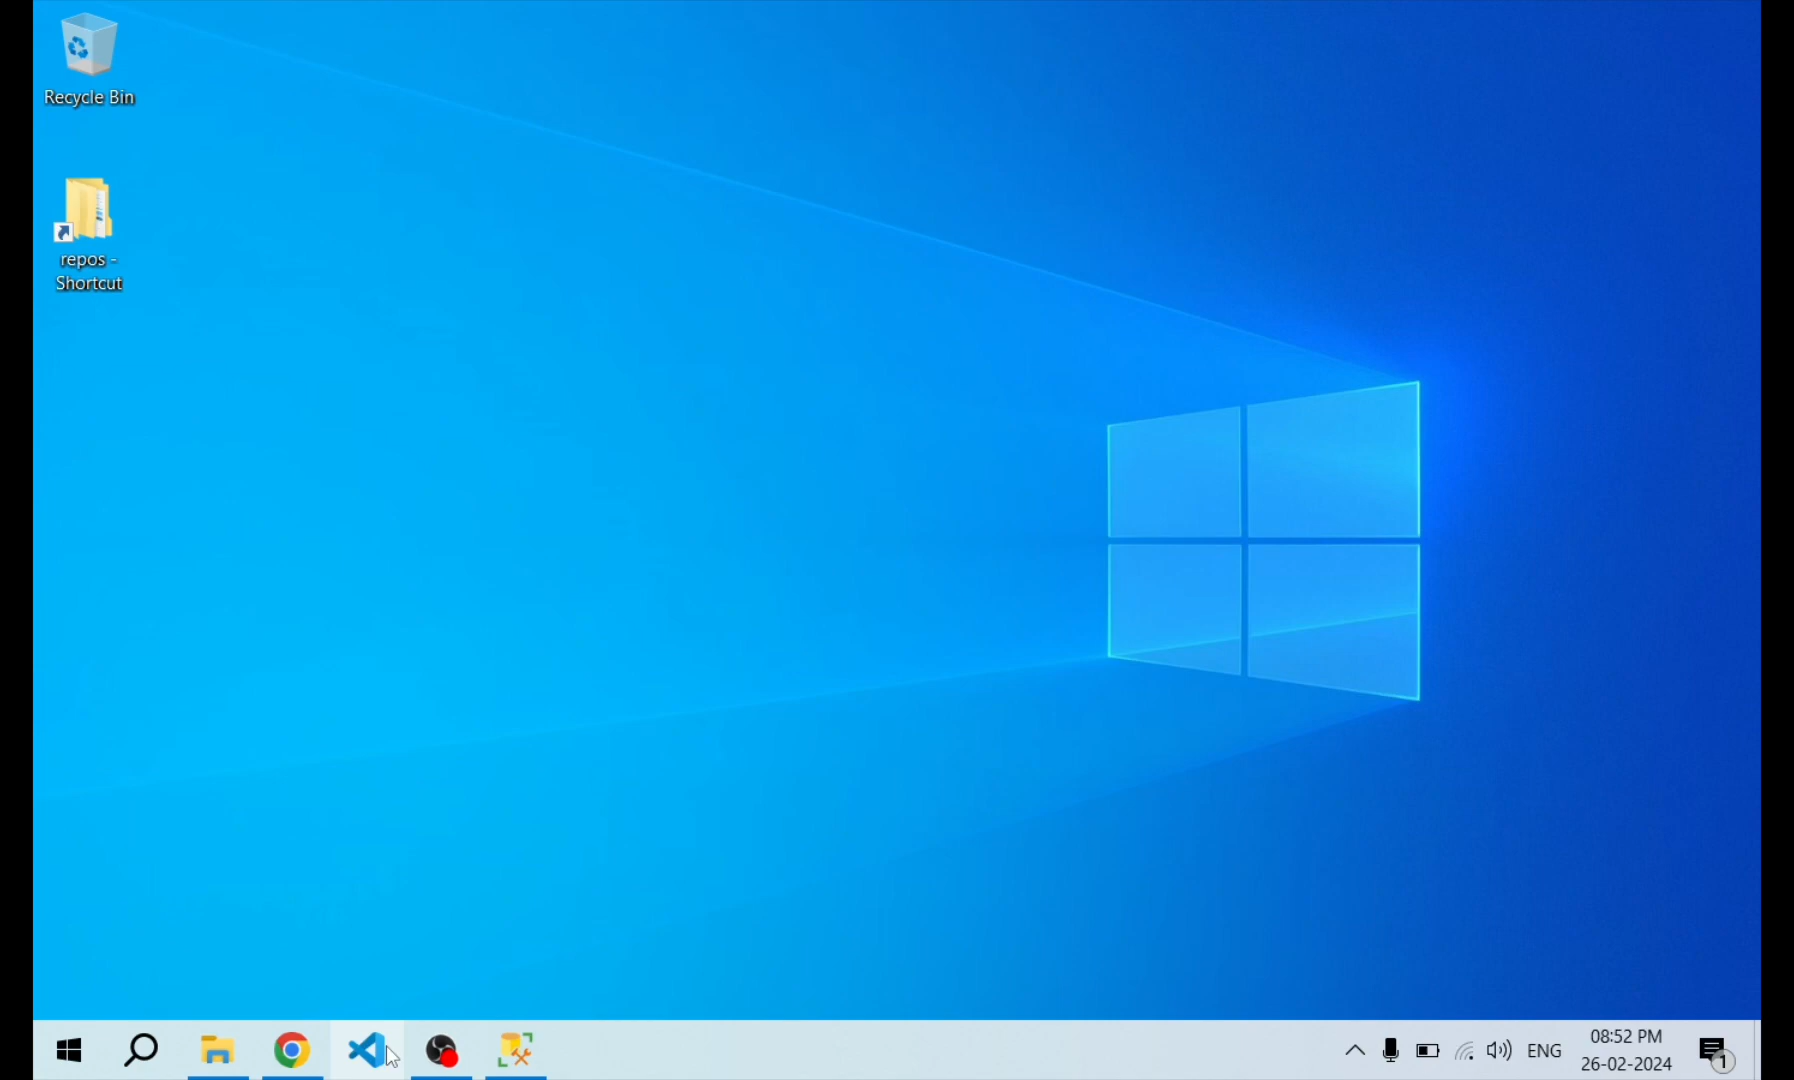 Recycle Bin
repos -
Shortcut
ENG
08:52 PM
26-02-2024
1